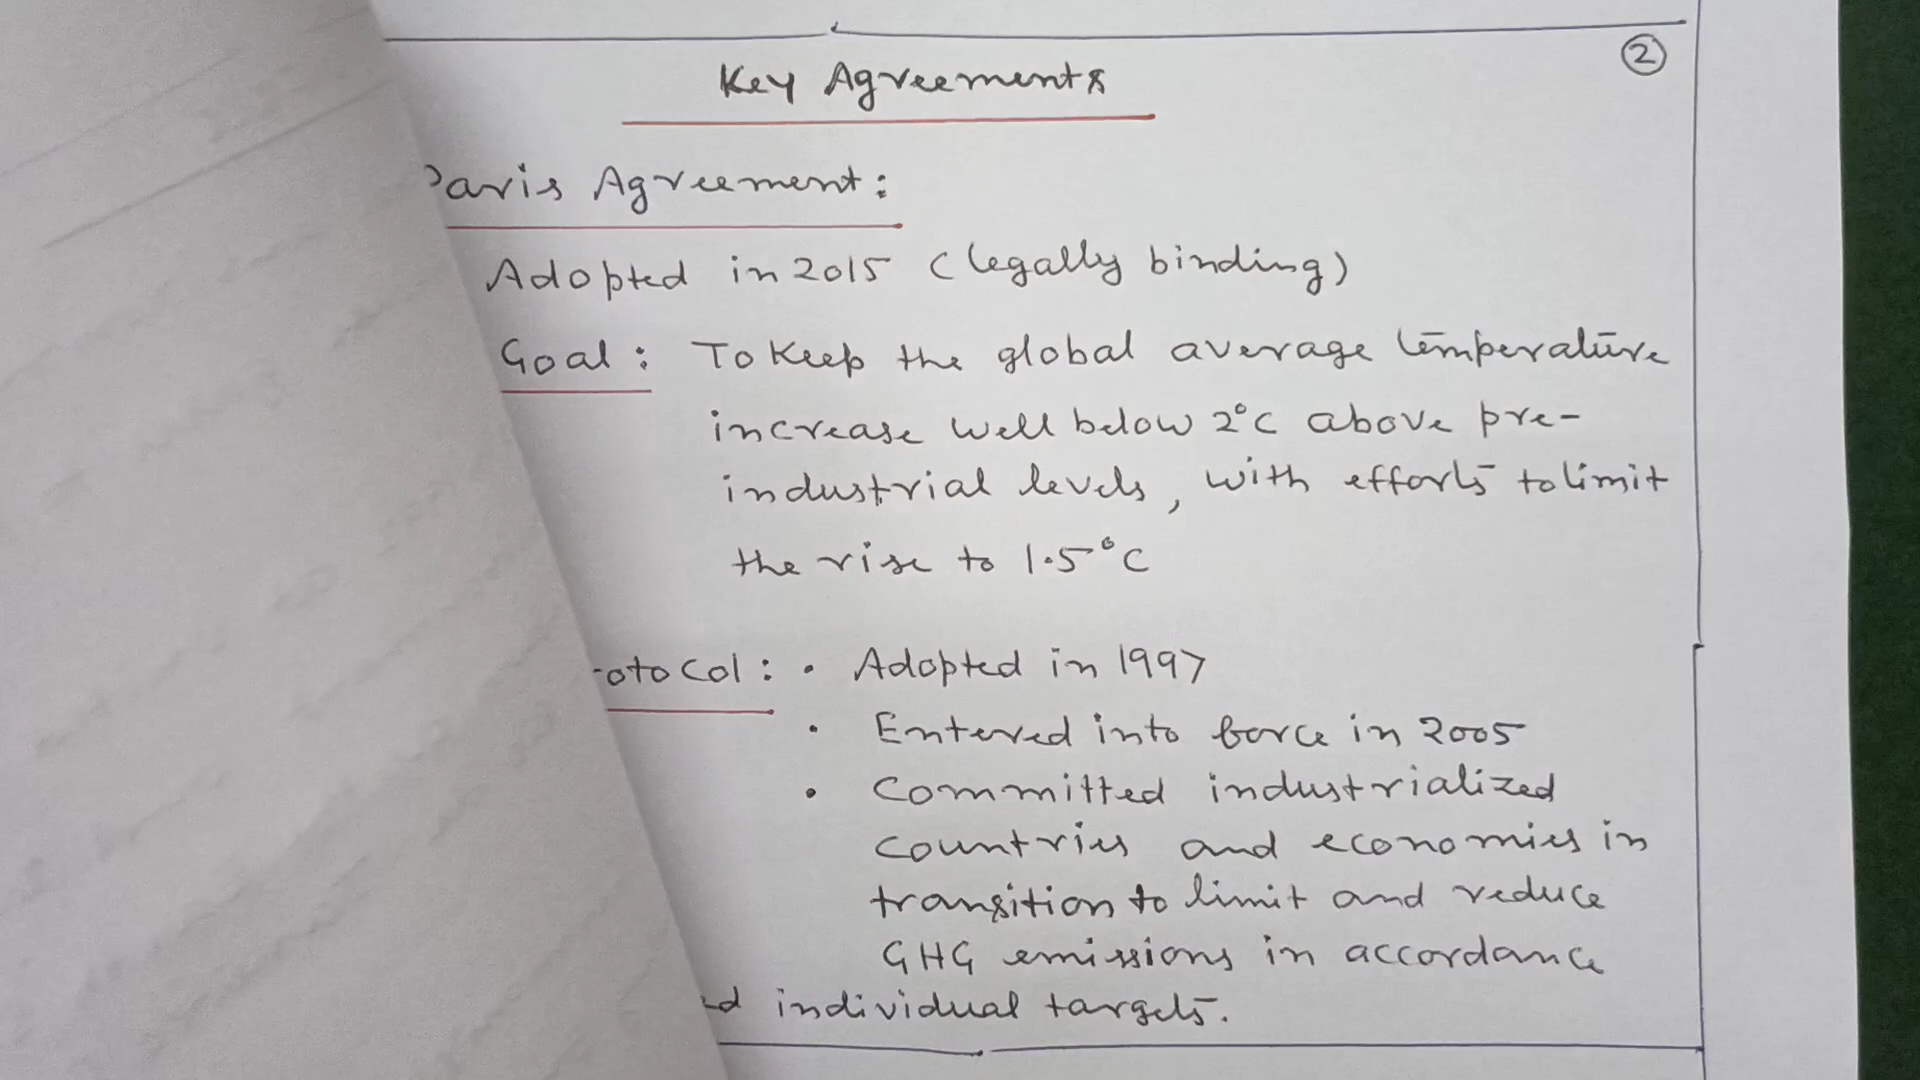 2
Key Agreements
Paris Agreement:
Adopted in 2015 (legally binding)
Goal: To Keep the global average temperature
increase well below 2°C above pre-
industrial levels, with efforts to limit
the rise to 1.5°C
otocol: • Adopted in 1997
• Entered into force in 2005
• Committed industrialized
countries and economies in
transition to limit and reduce
GHG emissions in accordance
individual targets.